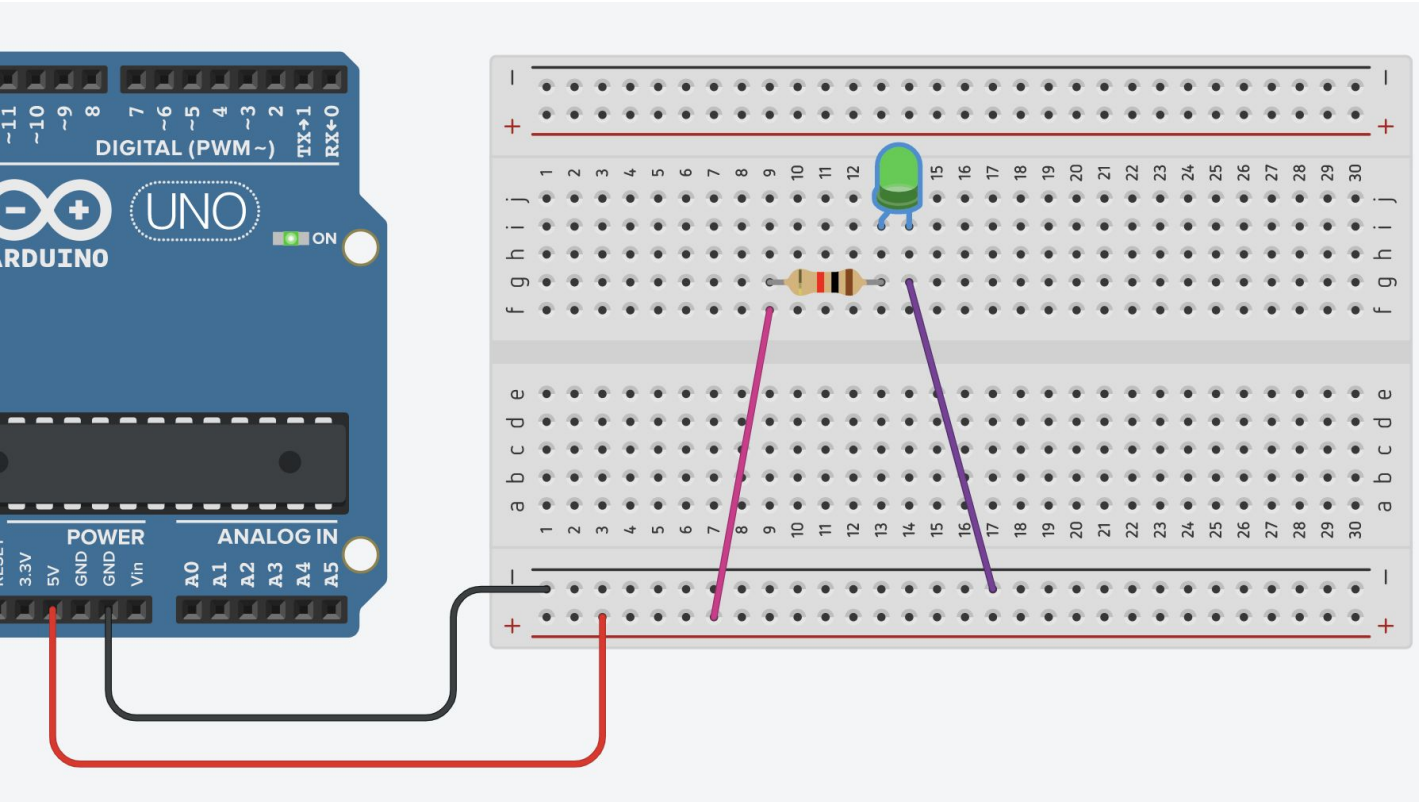 ~11 ~10 ~9 8 7 ~6 ~5 4 ~3 2 TX→1 RX←0
DIGITAL (PWM~)
UNO
ON
ARDUINO
POWER ANALOG IN
3.3V 5V GND GND Vin A0 A1 A2 A3 A4 A5
− −
+ +
1 2 3 4 5 6 7 8 9 10 11 12 15 16 17 18 19 20 21 22 23 24 25 26 27 28 29 30
j j
i i
h h
g g
f f
e e
d d
c c
b b
a a
1 2 3 4 5 6 7 8 9 10 11 12 13 14 15 16 17 18 19 20 21 22 23 24 25 26 27 28 29 30
− −
+ +